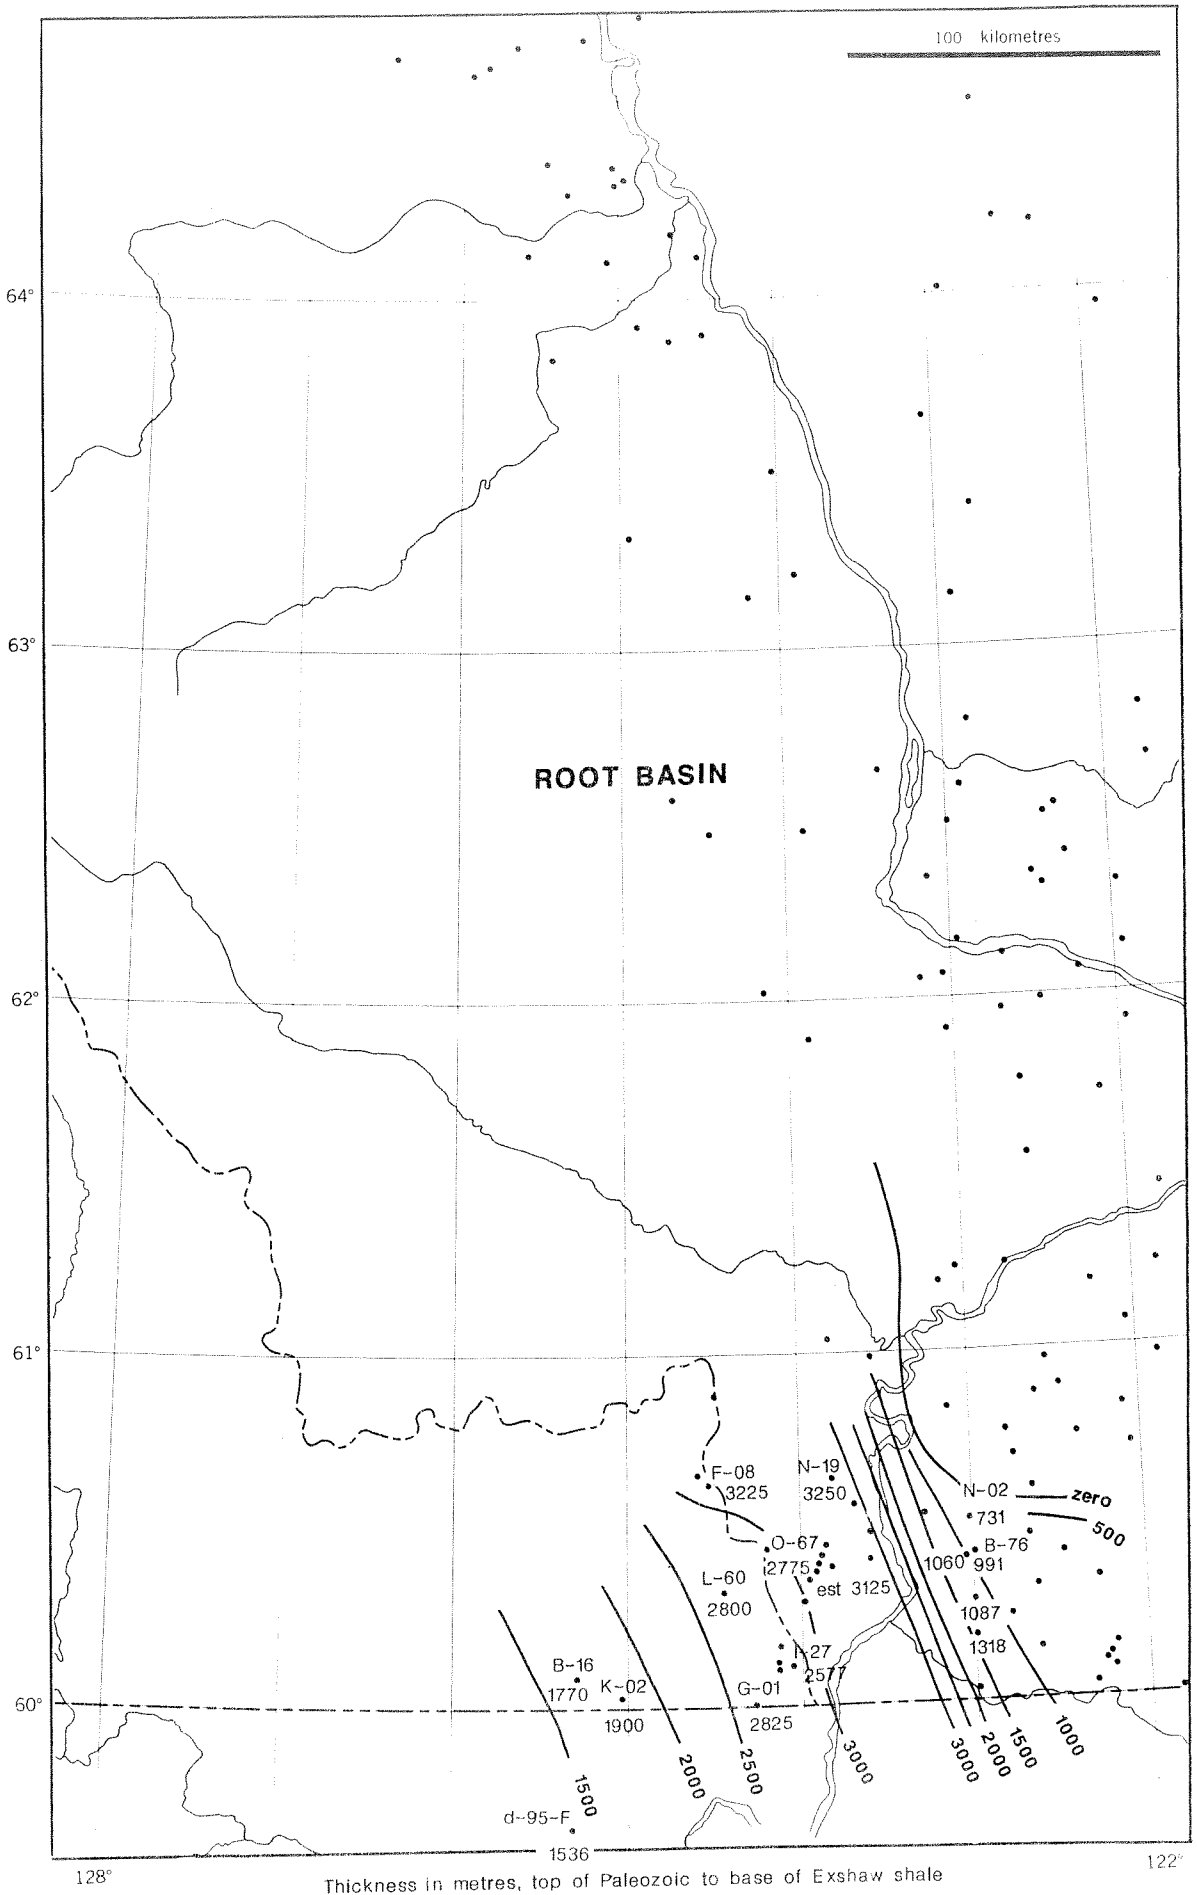 100 kilometres
64°
63°
ROOT BASIN
62°
61°
F-08
3225
N-19
3250
N-02
731
zero
500
O-67
2775
B-76
1060 991
L-60
2800
est 3125
1087
1318
I-27
2577
B-16
1770
K-02
1900
G-01
2825
60°
1500
2000
2500
3000
3000
2000
1500
1000
d-95-F
1536
128°
122°
Thickness in metres, top of Paleozoic to base of Exshaw shale